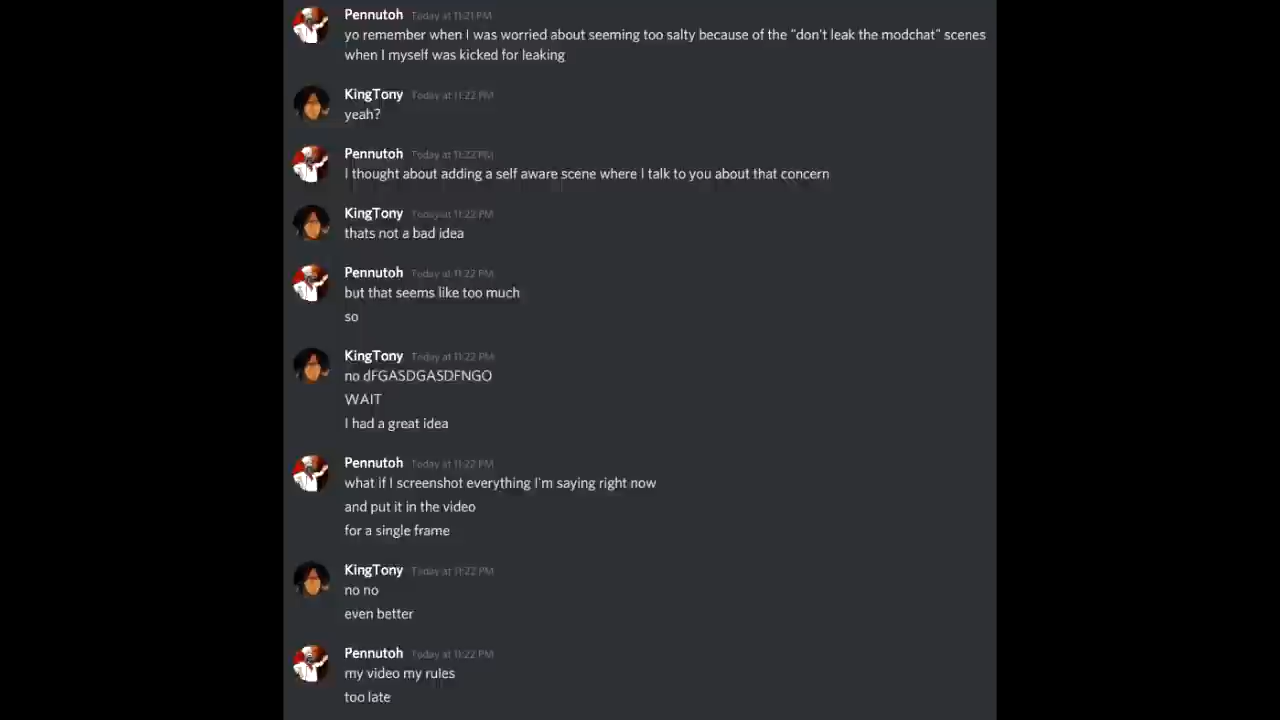 Pennutoh Today at 11:21 PM
yo remember when I was worried about seeming too salty because of the "don't leak the modchat" scenes
when I myself was kicked for leaking
KingTony Today at 11:22 PM
yeah?
Pennutoh Today at 11:22 PM
I thought about adding a self aware scene where I talk to you about that concern
KingTony Today at 11:22 PM
thats not a bad idea
Pennutoh Today at 11:22 PM
but that seems like too much
so
KingTony Today at 11:22 PM
no dFGASDGASDFNGO
WAIT
I had a great idea
Pennutoh Today at 11:22 PM
what if I screenshot everything I'm saying right now
and put it in the video
for a single frame
KingTony Today at 11:22 PM
no no
even better
Pennutoh Today at 11:22 PM
my video my rules
too late